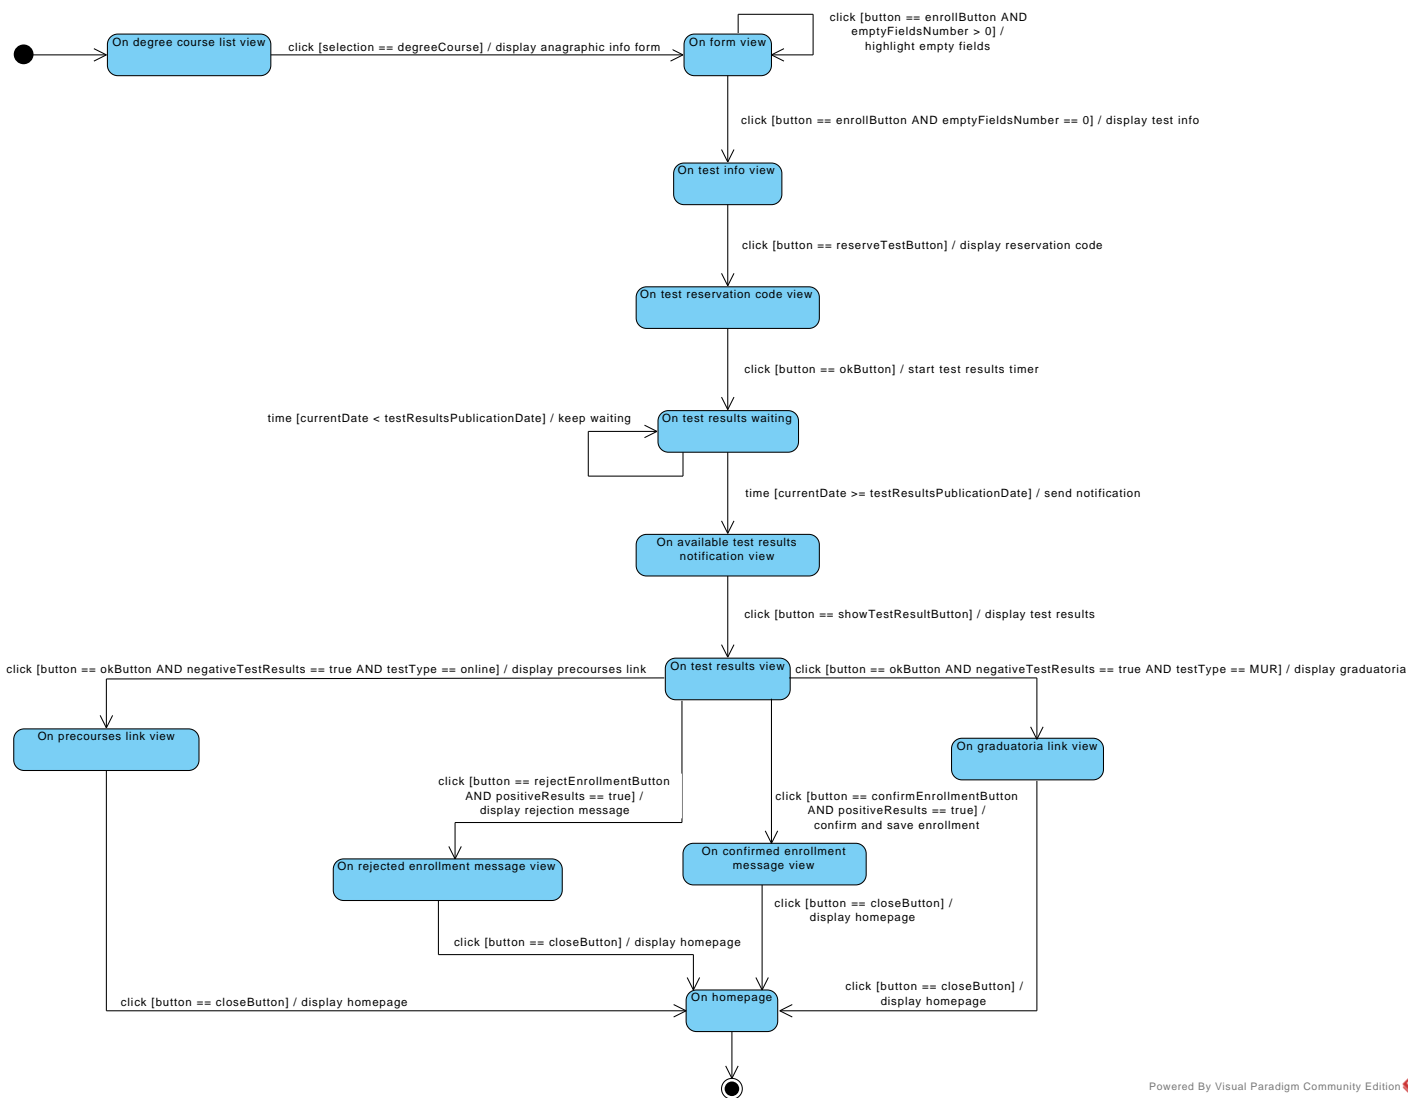 On degree course list view
click [selection == degreeCourse] / display anagraphic info form
On form view
click [button == enrollButton AND
emptyFieldsNumber > 0] /
highlight empty fields
click [button == enrollButton AND emptyFieldsNumber == 0] / display test info
On test info view
click [button == reserveTestButton] / display reservation code
On test reservation code view
click [button == okButton] / start test results timer
time [currentDate < testResultsPublicationDate] / keep waiting
On test results waiting
time [currentDate >= testResultsPublicationDate] / send notification
On available test results
notification view
click [button == showTestResultButton] / display test results
click [button == okButton AND negativeTestResults == true AND testType == online] / display precourses link
On test results view
click [button == okButton AND negativeTestResults == true AND testType == MUR] / display graduatoria
On precourses link view
On graduatoria link view
click [button == rejectEnrollmentButton
AND positiveResults == true] /
display rejection message
click [button == confirmEnrollmentButton
AND positiveResults == true] /
confirm and save enrollment
On rejected enrollment message view
On confirmed enrollment
message view
click [button == closeButton] /
display homepage
click [button == closeButton] / display homepage
click [button == closeButton] / display homepage
On homepage
click [button == closeButton] /
display homepage
Powered By Visual Paradigm Community Edition